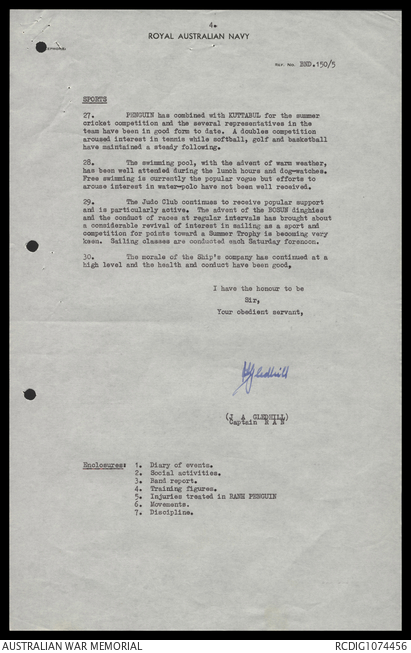 4.
ROYAL AUSTRALIAN NAVY
REF. No. BSD.150/5
SPORTS
27. PENGUIN has combined with KUTTABUL for the summer
cricket competition and the several representatives in the
team have been in good form to date. A doubles competition
aroused interest in tennis while softball, golf and basketball
have maintained a steady following.
28. The swimming pool, with the advent of warm weather,
has been well attended during the lunch hours and dog-watches.
Free swimming is currently the popular vogue but efforts to
arouse interest in water-polo have not been well received.
29. The Judo Club continues to receive popular support
and is particularly active. The advent of the BOSUN dinghies
and the conduct of races at regular intervals has brought about
a considerable revival of interest in sailing as a sport and
competition for points toward a Summer Trophy is becoming very
keen. Sailing classes are conducted each Saturday forenoon.
30. The morale of the Ship's company has continued at a
high level and the health and conduct have been good.
I have the honour to be
Sir,
Your obedient servant,
JGledhill
(J A GLEDHILL)
Captain R A N
Enclosures: 1. Diary of events.
2. Social activities.
3. Band report.
4. Training figures.
5. Injuries treated in RANH PENGUIN
6. Movements.
7. Discipline.
AUSTRALIAN WAR MEMORIAL
RCDIG1074456